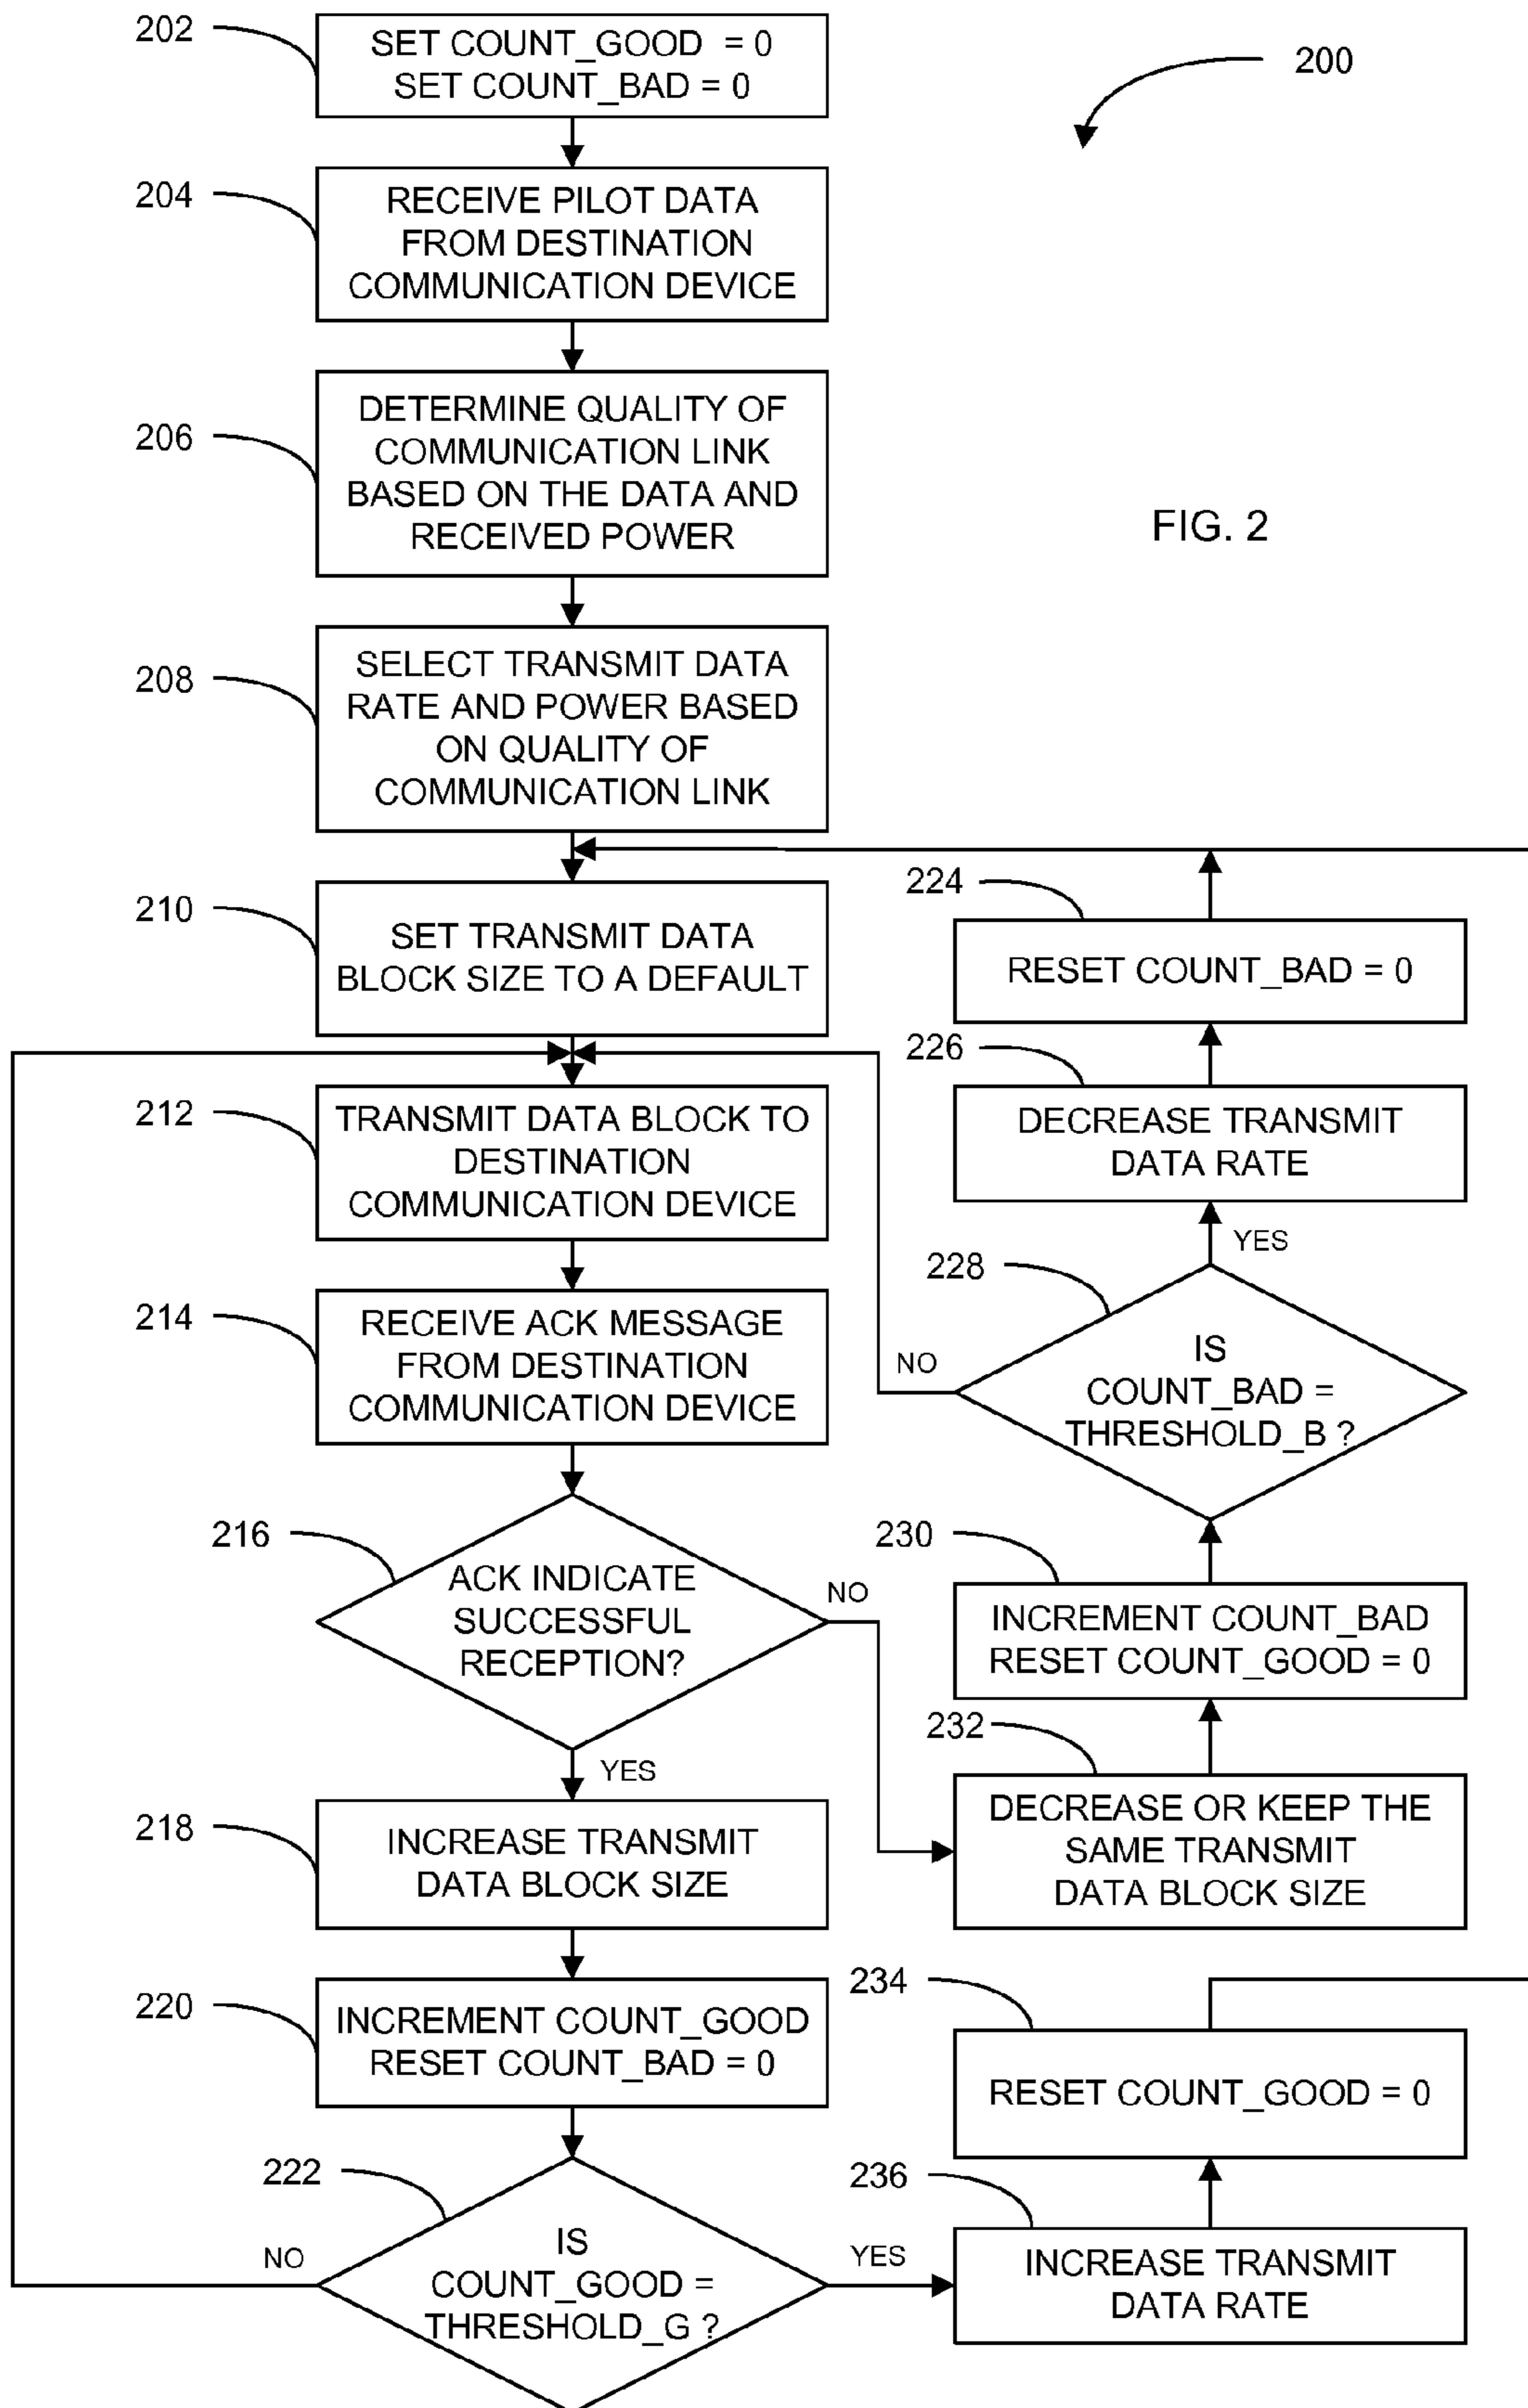 202
SET COUNT_GOOD = 0
SET COUNT_BAD = 0
200
204
RECEIVE PILOT DATA
FROM DESTINATION
COMMUNICATION DEVICE
206
DETERMINE QUALITY OF
COMMUNICATION LINK
BASED ON THE DATA AND
RECEIVED POWER
FIG. 2
208
SELECT TRANSMIT DATA
RATE AND POWER BASED
ON QUALITY OF
COMMUNICATION LINK
210
SET TRANSMIT DATA
BLOCK SIZE TO A DEFAULT
212
TRANSMIT DATA BLOCK TO
DESTINATION
COMMUNICATION DEVICE
214
RECEIVE ACK MESSAGE
FROM DESTINATION
COMMUNICATION DEVICE
216
ACK INDICATE
SUCCESSFUL
RECEPTION?
NO
YES
218
INCREASE TRANSMIT
DATA BLOCK SIZE
220
INCREMENT COUNT_GOOD
RESET COUNT_BAD = 0
222
IS
COUNT_GOOD =
THRESHOLD_G ?
NO
YES
224
RESET COUNT_BAD = 0
226
DECREASE TRANSMIT
DATA RATE
YES
228
IS
COUNT_BAD =
THRESHOLD_B ?
NO
230
INCREMENT COUNT_BAD
RESET COUNT_GOOD = 0
232
DECREASE OR KEEP THE
SAME TRANSMIT
DATA BLOCK SIZE
234
RESET COUNT_GOOD = 0
236
INCREASE TRANSMIT
DATA RATE